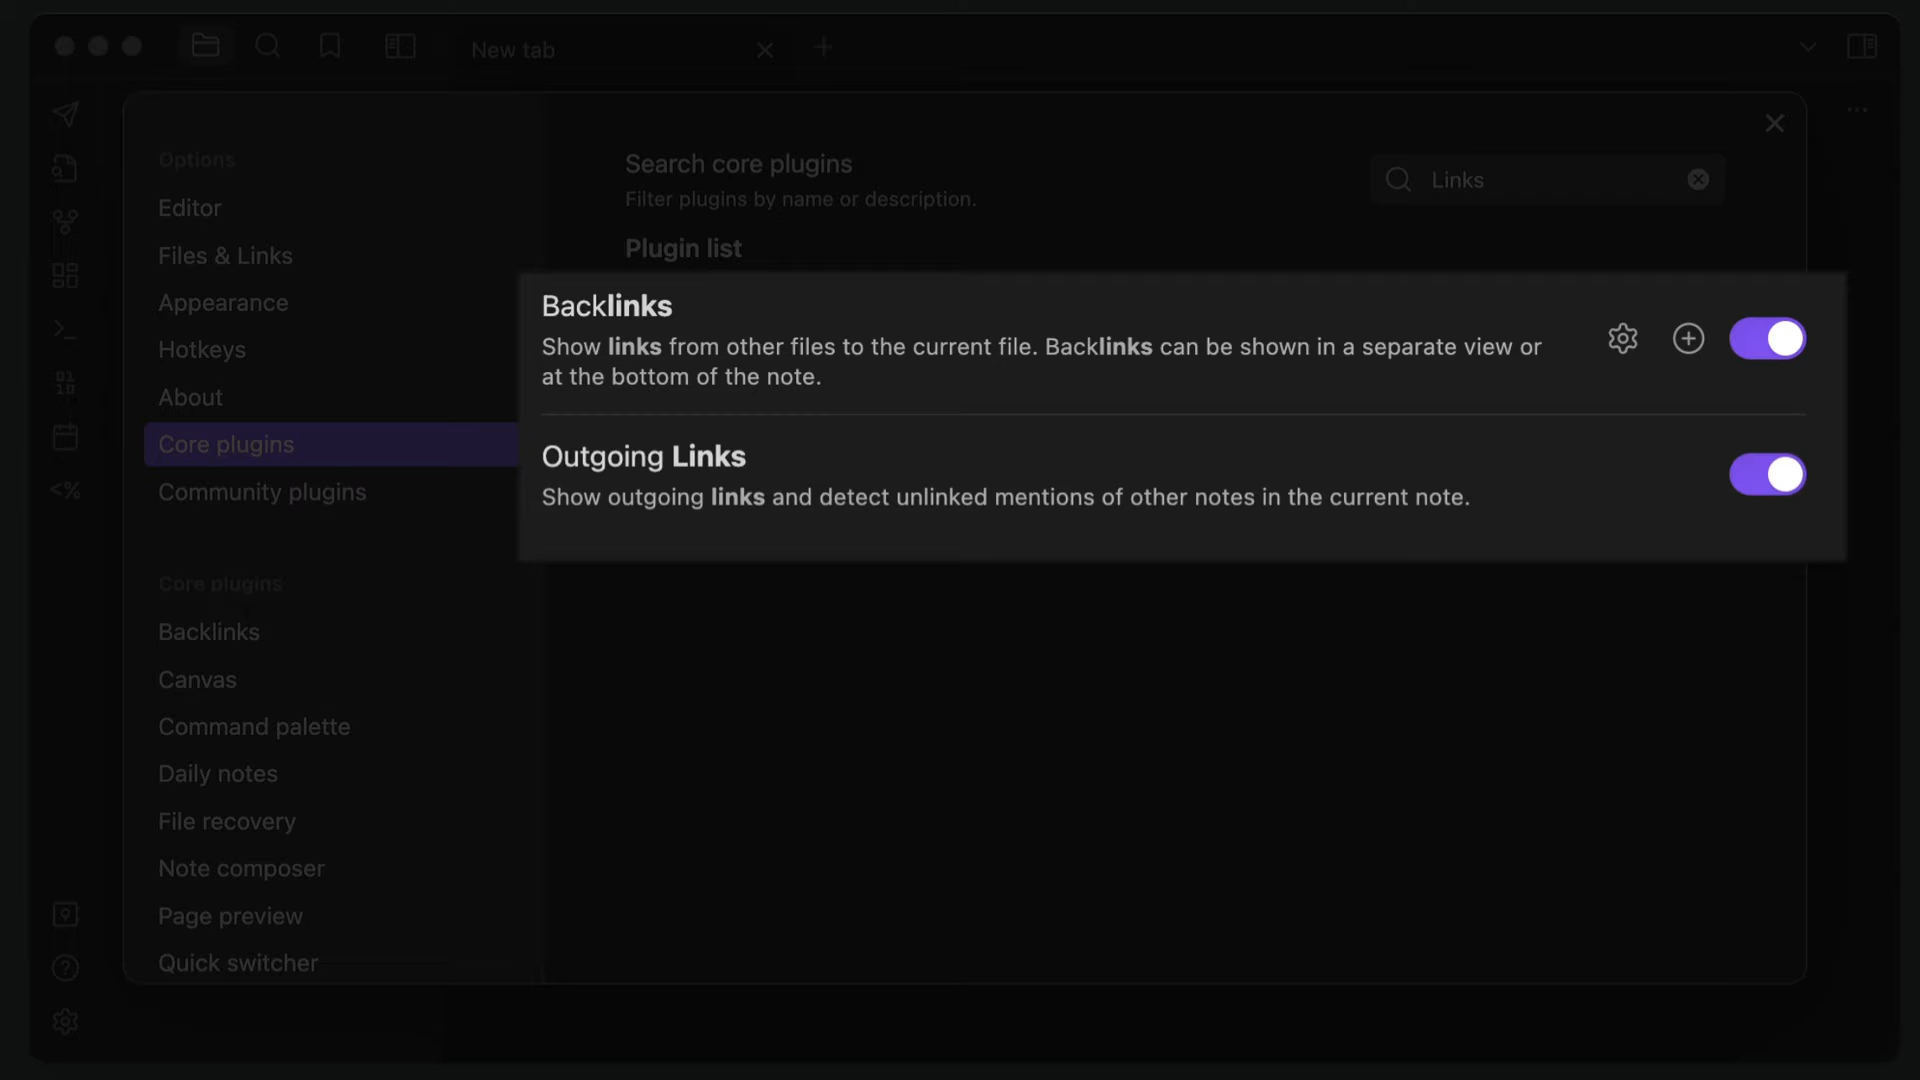 New tab
Options
Editor
Files & Links
Appearance
Hotkeys
About
Core plugins
Community plugins
Core plugins
Backlinks
Canvas
Command palette
Daily notes
File recovery
Note composer
Page preview
Quick switcher
Search core plugins
Filter plugins by name or description.
Links
Plugin list
Backlinks
Show links from other files to the current file. Backlinks can be shown in a separate view or
at the bottom of the note.
Outgoing Links
Show outgoing links and detect unlinked mentions of other notes in the current note.